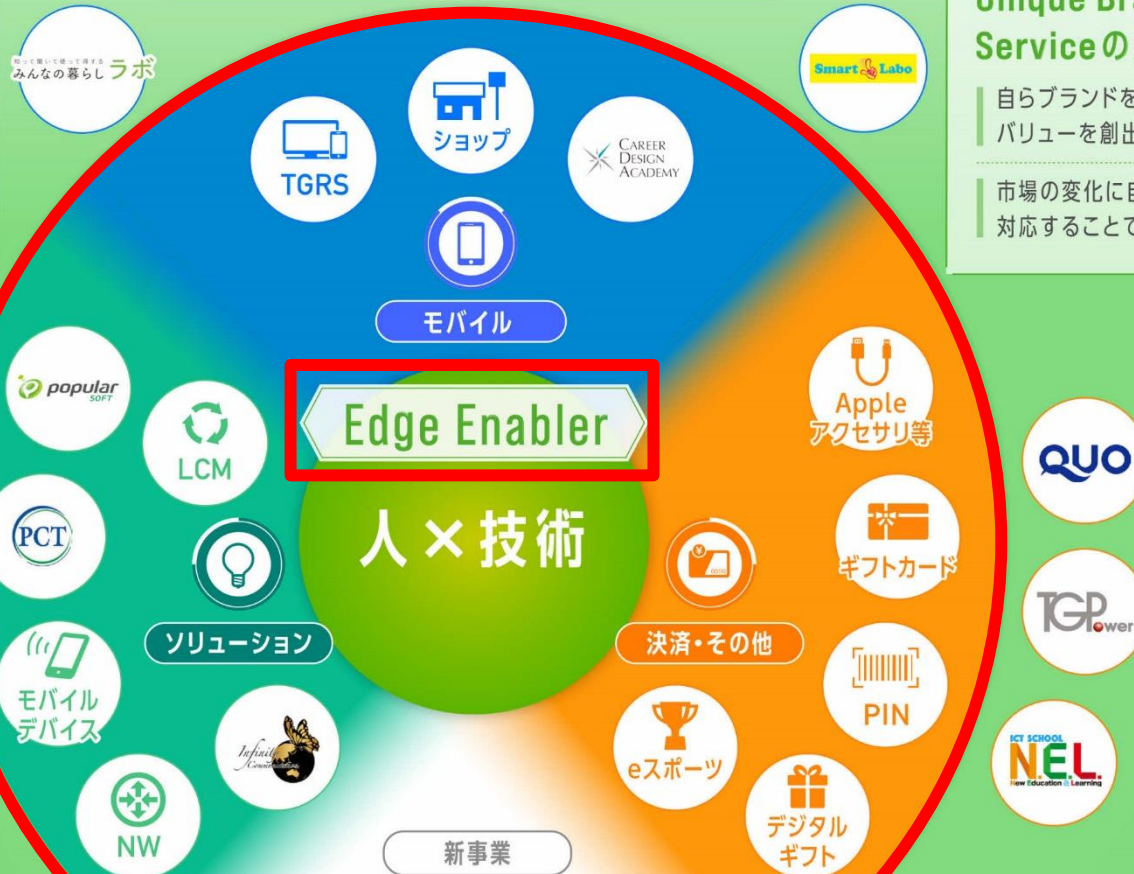 Unique Bra
Serviceの
自らブランドを
バリューを創出
市場の変化に自
対応することで
知って聞いて使って得する
みんなの暮らしラボ
Smart Labo
ショップ
TGRS
CAREER
DESIGN
ACADEMY
モバイル
popular
SOFT
LCM
PCT
ソリューション
モバイル
デバイス
Infinity
NW
Edge Enabler
人×技術
Apple
アクセサリ等
ギフトカード
決済・その他
PIN
eスポーツ
デジタル
ギフト
新事業
QUO
TGPower
ICT SCHOOL
N.E.L.
New Education & Learning